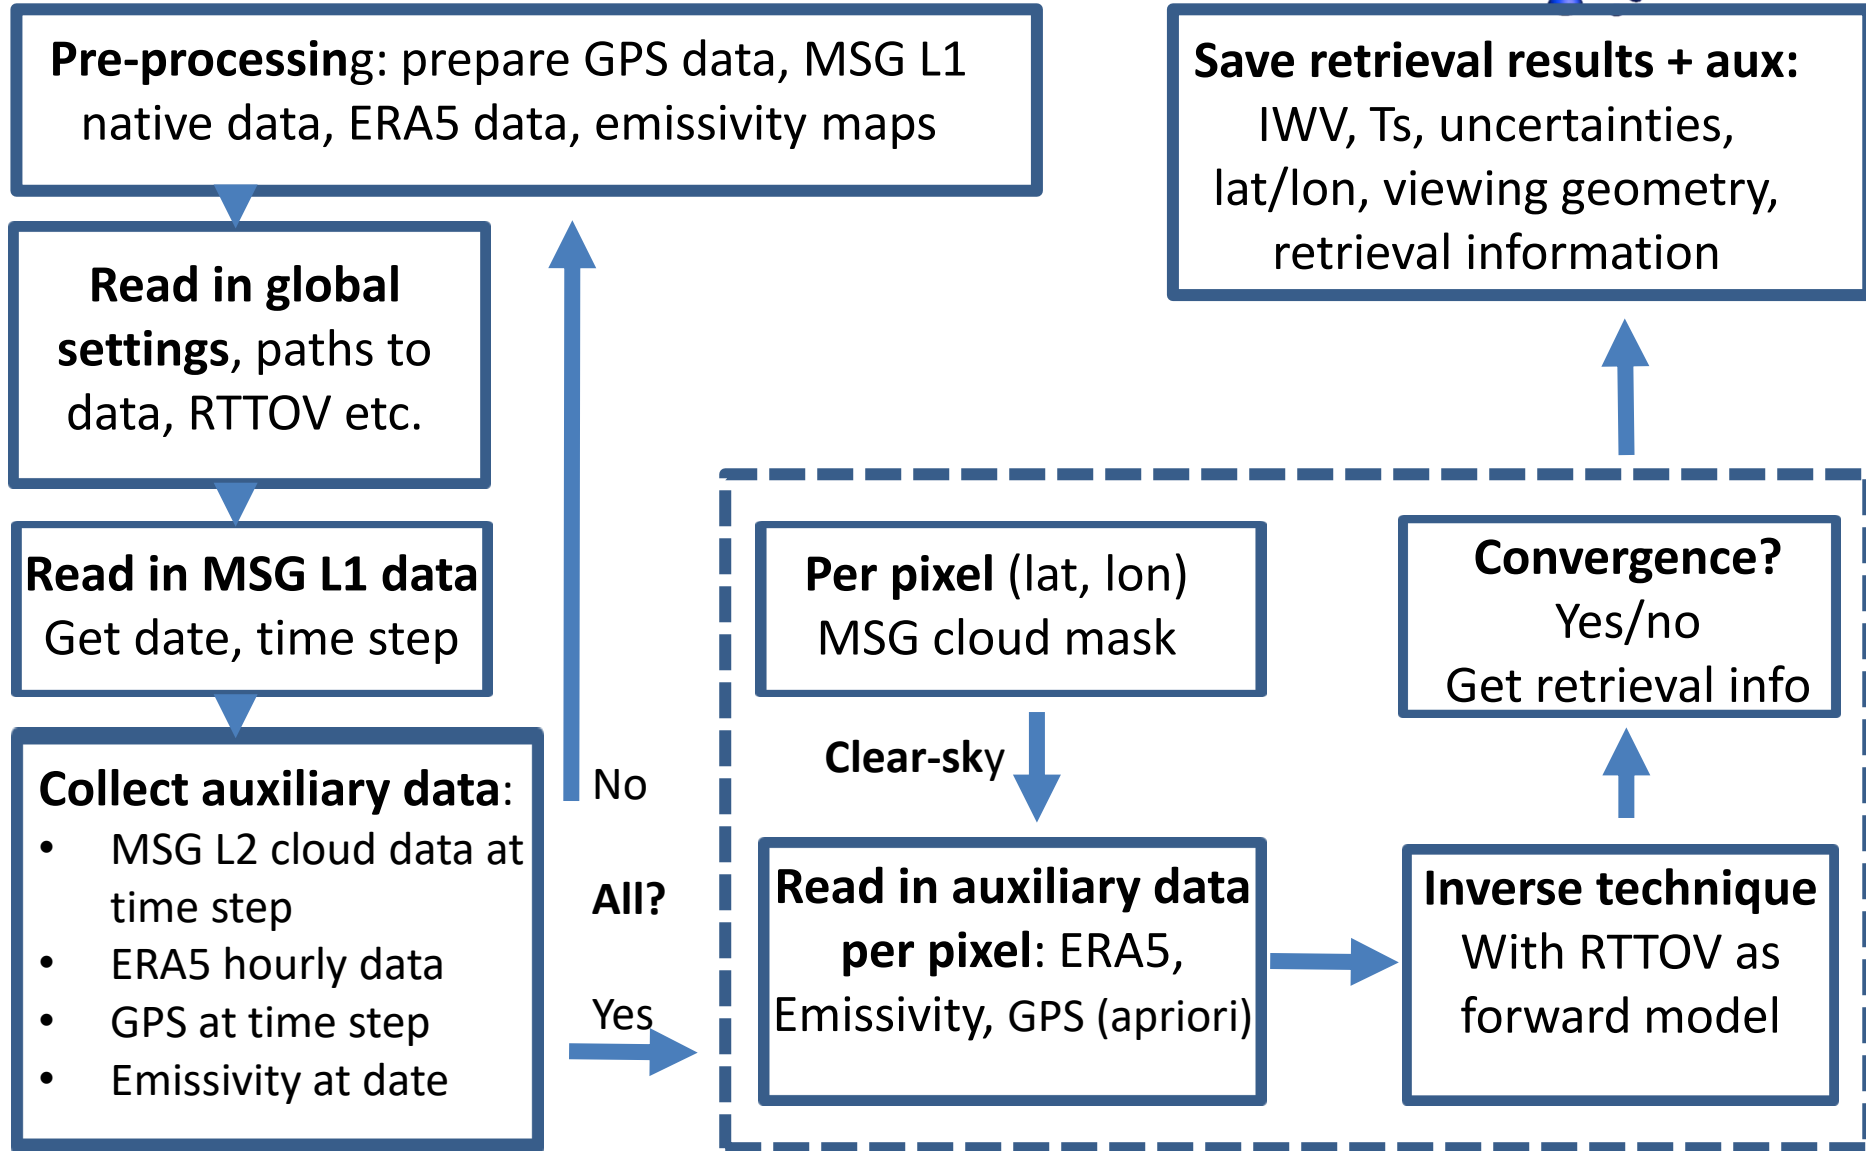 Pre-processing: prepare GPS data, MSG L1
native data, ERA5 data, emissivity maps
Read in global
settings, paths to
data, RTTOV etc.
Read in MSG L1 data
Get date, time step
Collect auxiliary data:
• MSG L2 cloud data at
time step
• ERA5 hourly data
• GPS at time step
• Emissivity at date
No
All?
Yes
Per pixel (lat, lon)
MSG cloud mask
Clear-sky
Read in auxiliary data
per pixel: ERA5,
Emissivity, GPS (apriori)
Inverse technique
With RTTOV as
forward model
Convergence?
Yes/no
Get retrieval info
Save retrieval results + aux:
IWV, Ts, uncertainties,
lat/lon, viewing geometry,
retrieval information